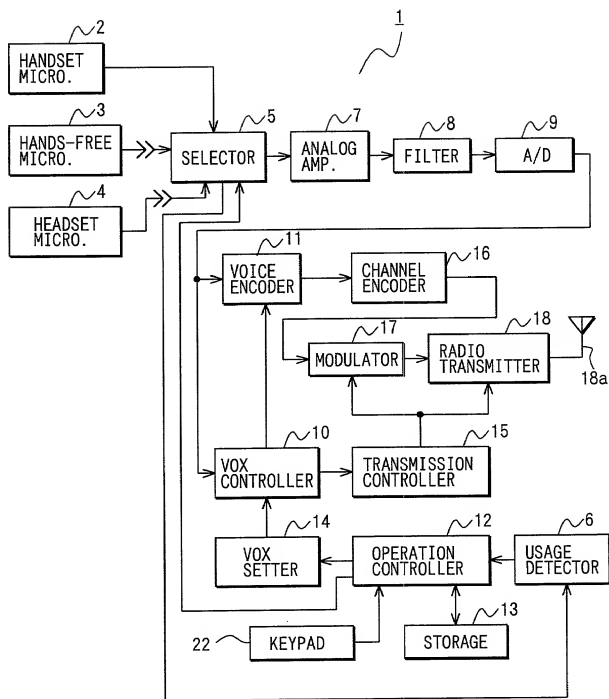 1
2
HANDSET
MICRO.
3
HANDS-FREE
MICRO.
4
HEADSET
MICRO.
5
SELECTOR
7
ANALOG
AMP.
8
FILTER
9
A/D
11
VOICE
ENCODER
16
CHANNEL
ENCODER
17
MODULATOR
18
RADIO
TRANSMITTER
18a
10
VOX
CONTROLLER
15
TRANSMISSION
CONTROLLER
14
VOX
SETTER
12
OPERATION
CONTROLLER
6
USAGE
DETECTOR
22
KEYPAD
13
STORAGE